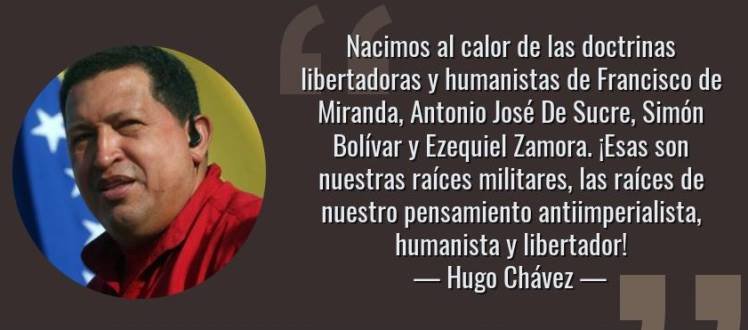 Nacimos al calor de las doctrinas
libertadoras y humanistas de Francisco de
Miranda, Antonio José De Sucre, Simón
Bolívar y Ezequiel Zamora. ¡Esas son
nuestras raíces militares, las raíces de
nuestro pensamiento antiimperialista,
humanista y libertador!
— Hugo Chávez —